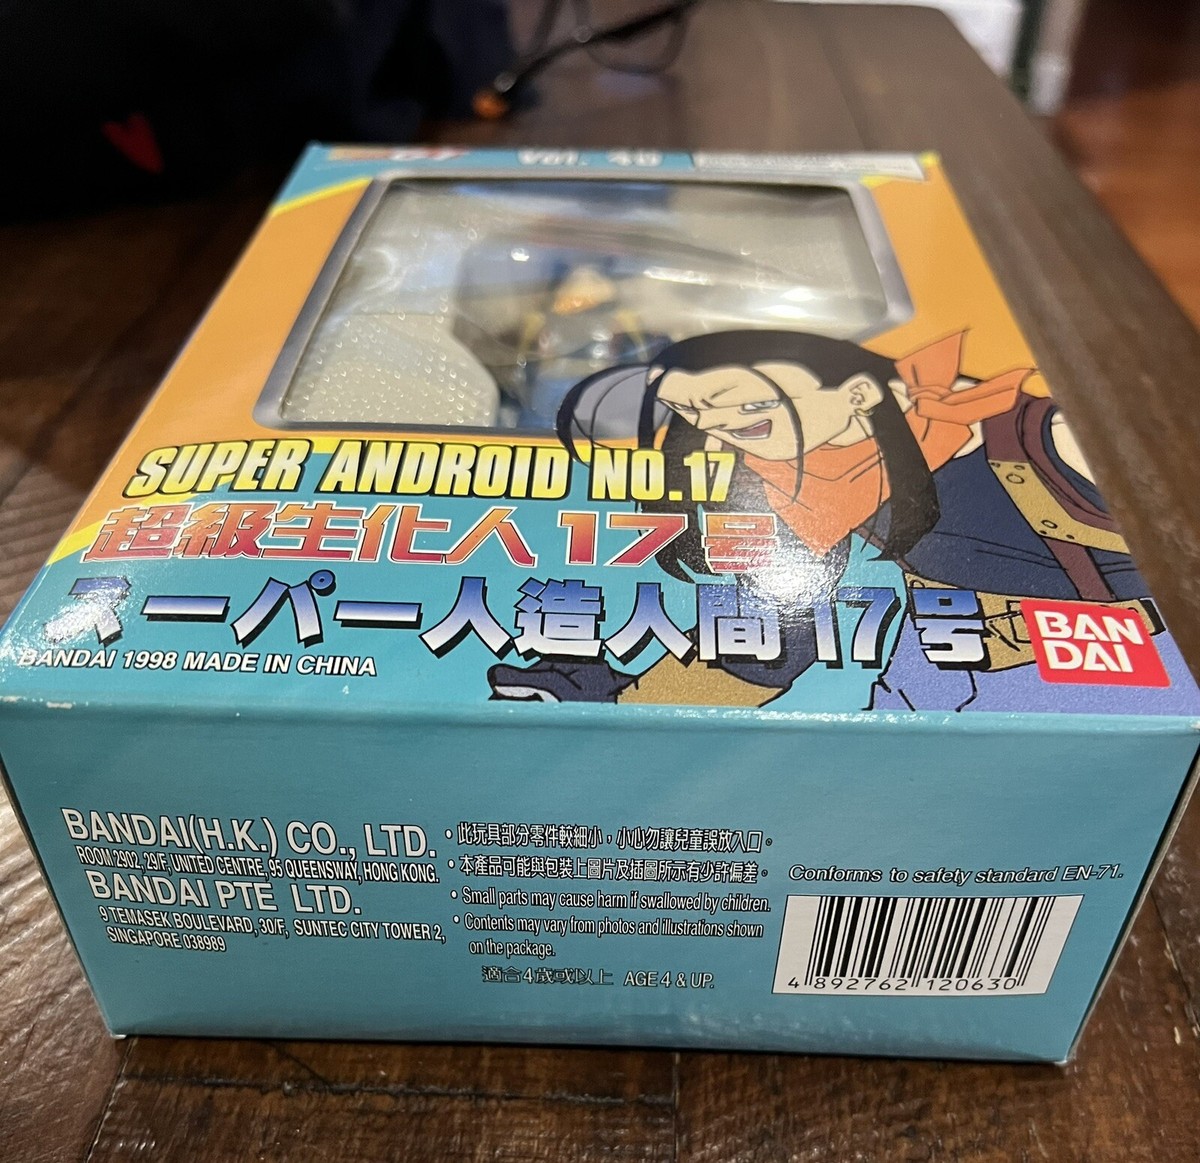 GT
Vol. 40
SUPER ANDROID NO.17
超級生化人17号
スーパー人造人間17号
BANDAI 1998 MADE IN CHINA
BAN
DAI
BANDAI(H.K.) CO., LTD.
ROOM 2902, 29/F, UNITED CENTRE, 95 QUEENSWAY, HONG KONG.
BANDAI PTE LTD.
9 TEMASEK BOULEVARD, 30/F, SUNTEC CITY TOWER 2,
SINGAPORE 038989
• 此玩具部分零件較細小，小心勿讓兒童誤放入口。
• 本產品可能與包裝上圖片及插圖所示有少許偏差。
• Small parts may cause harm if swallowed by children.
• Contents may vary from photos and illustrations shown
on the package.
適合4歲或以上 AGE 4 & UP.
Conforms to safety standard EN-71.
4 892762 120630